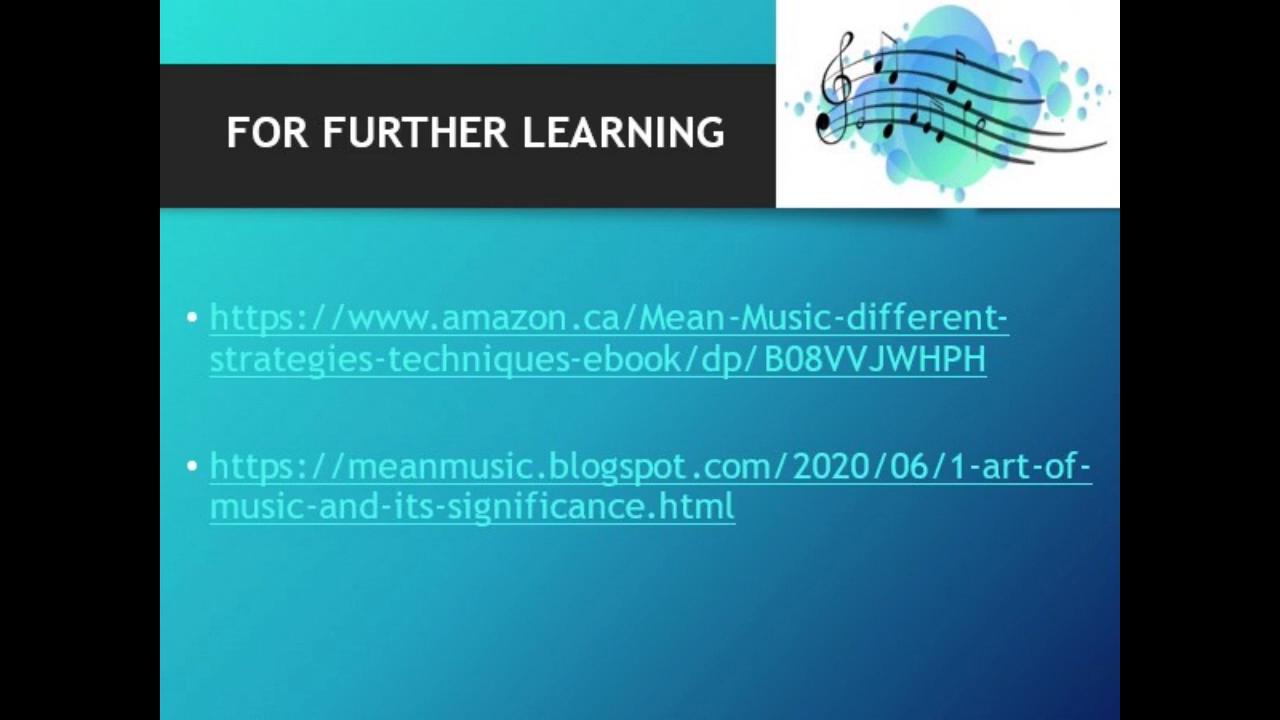 FOR FURTHER LEARNING
• https://www.amazon.ca/Mean-Music-different-
strategies-techniques-ebook/dp/B08VVJWHPH
• https://meanmusic.blogspot.com/2020/06/1-art-of-
music-and-its-significance.html